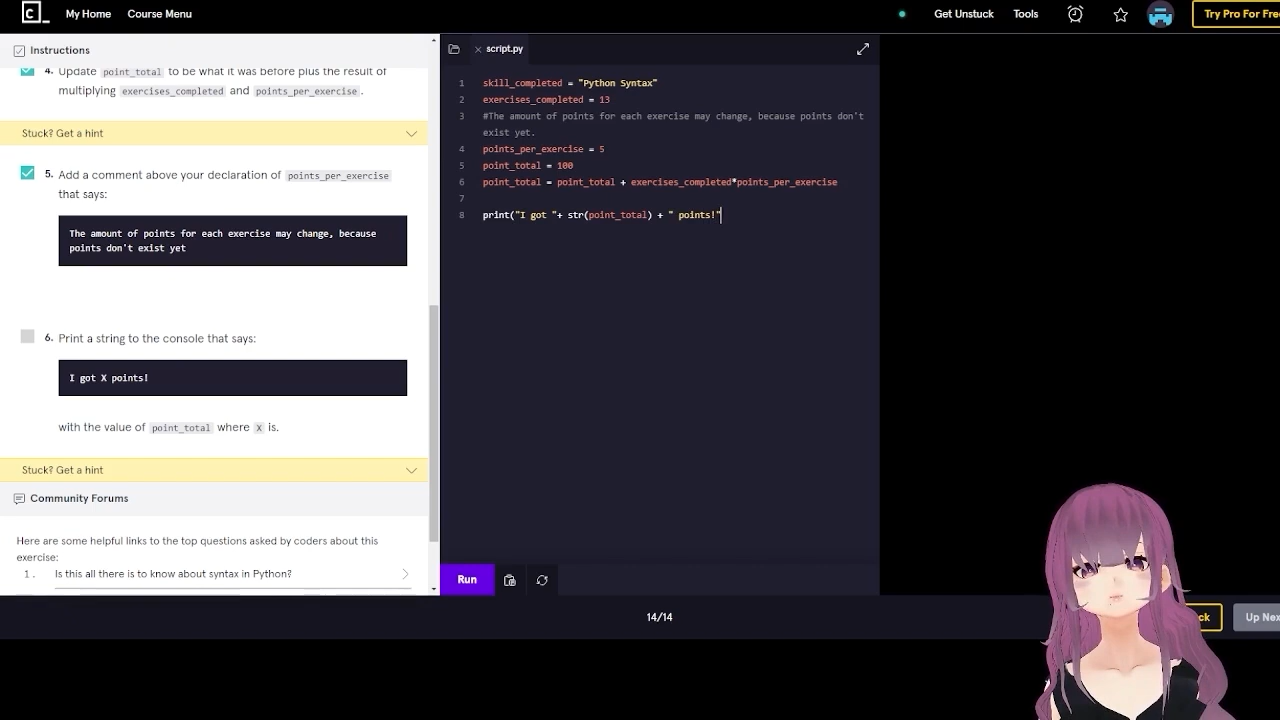 C_ My Home Course Menu Get Unstuck Tools Try Pro For Fre
Instructions
4. Update point_total to be what it was before plus the result of
multiplying exercises_completed and points_per_exercise.
Stuck? Get a hint
5. Add a comment above your declaration of points_per_exercise
that says:
The amount of points for each exercise may change, because
points don't exist yet
6. Print a string to the console that says:
I got X points!
with the value of point_total where X is.
Stuck? Get a hint
Community Forums
Here are some helpful links to the top questions asked by coders about this
exercise:
1. Is this all there is to know about syntax in Python?
script.py
1 skill_completed = "Python Syntax"
2 exercises_completed = 13
3 #The amount of points for each exercise may change, because points don't
exist yet.
4 points_per_exercise = 5
5 point_total = 100
6 point_total = point_total + exercises_completed*points_per_exercise
7
8 print("I got "+ str(point_total) + " points!"
Run
14/14
ck Up Nex